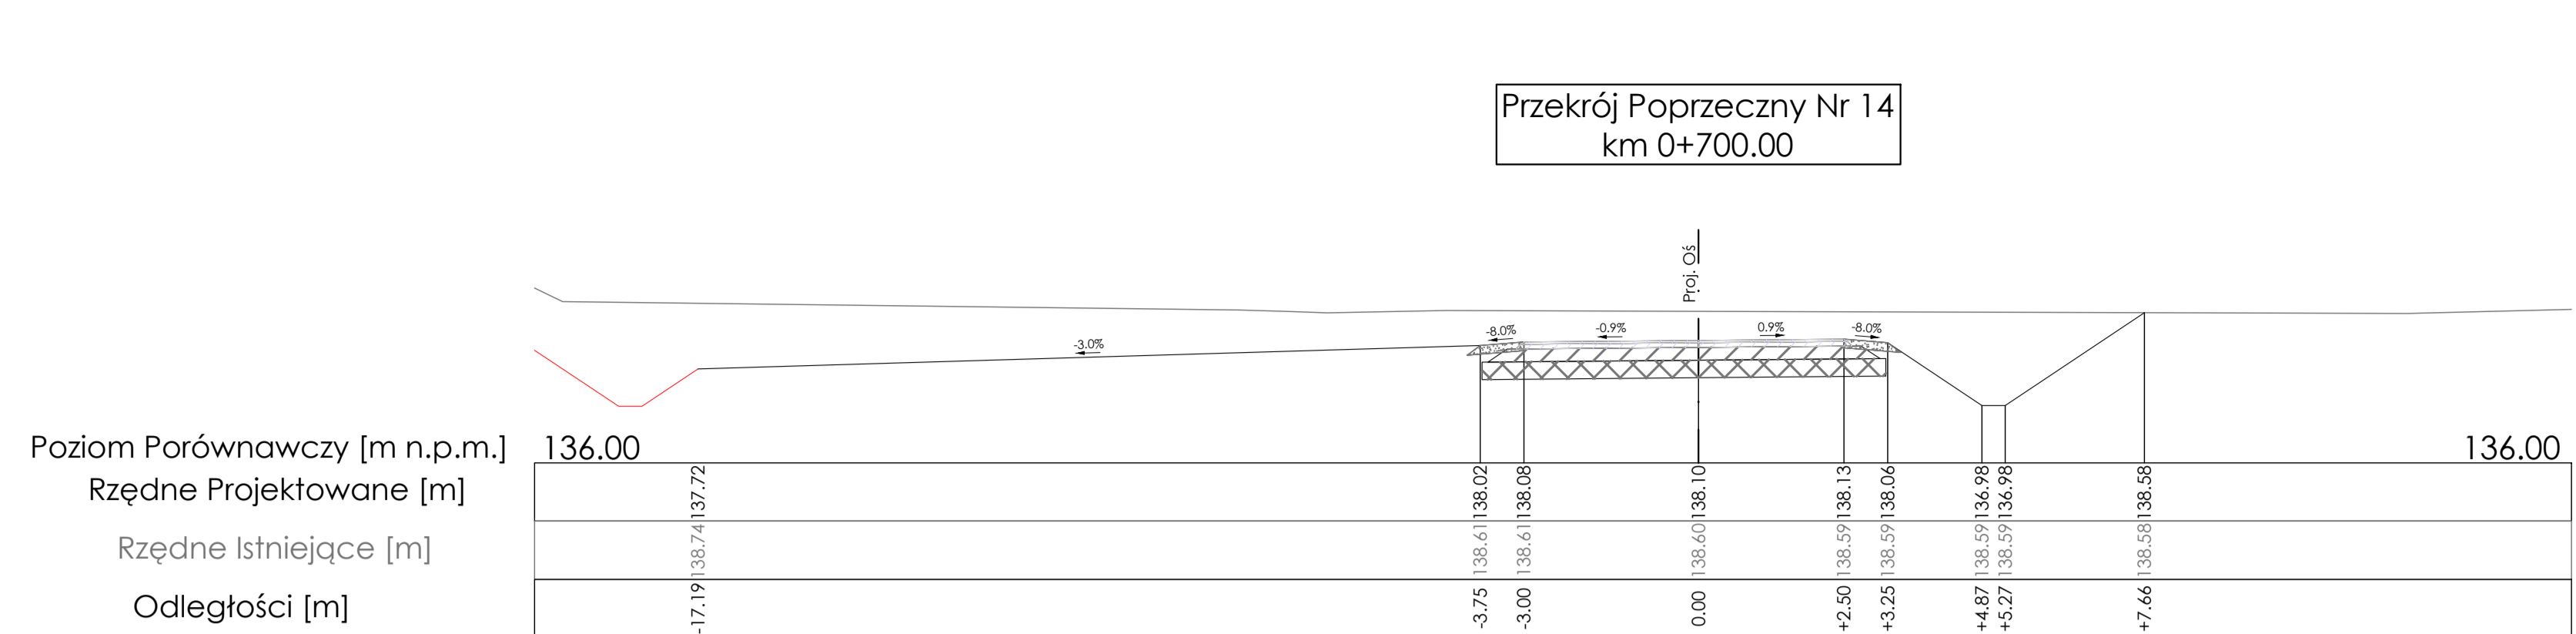 Przekrój Poprzeczny Nr 14
km 0+700.00
Proj. Oś
-3.0%
-8.0%
-0.9%
0.9%
-8.0%
Poziom Porównawczy [m n.p.m.] 136.00 136.00
Rzędne Projektowane [m] 137.72 138.02 138.08 138.10 138.13 138.06 136.98 136.98 138.58
Rzędne Istniejące [m] 138.74 138.61 138.61 138.60 138.59 138.59 138.59 138.59 138.58
Odległości [m] -17.19 -3.75 -3.00 0.00 +2.50 +3.25 +4.87 +5.27 +7.66